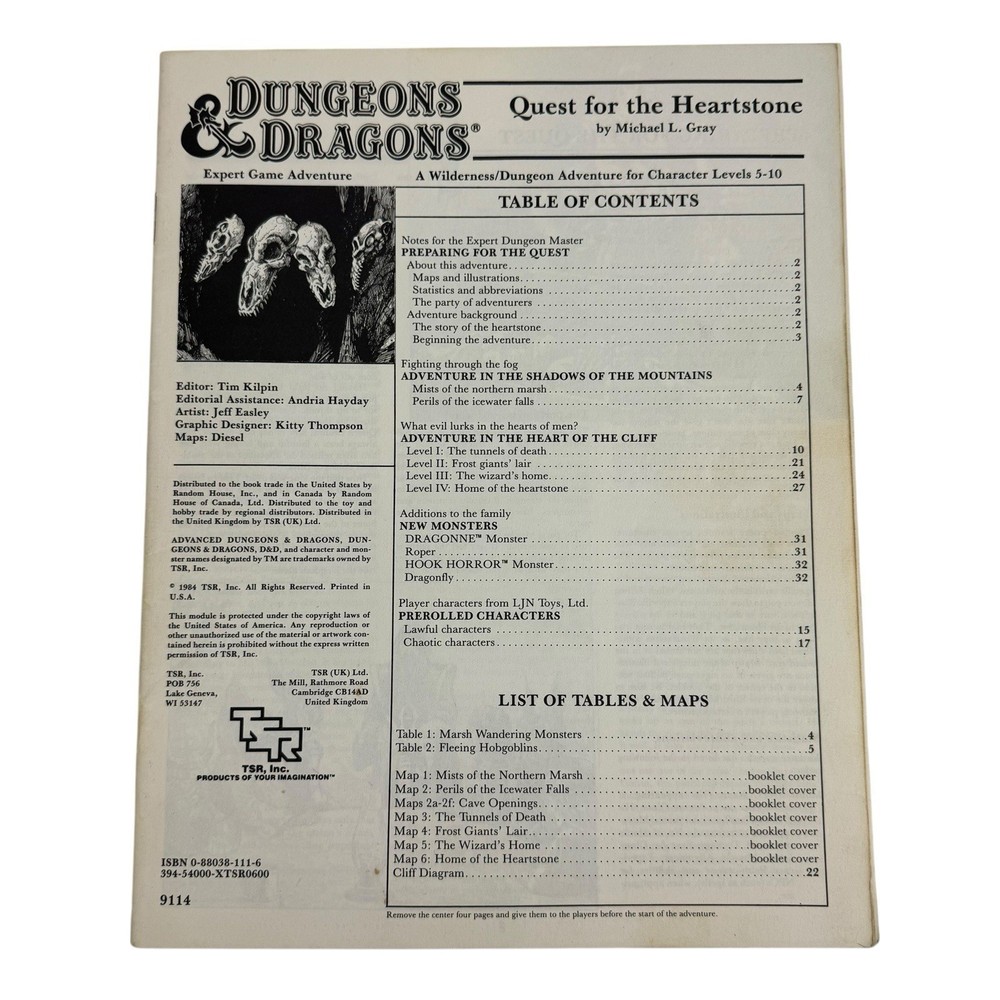 DUNGEONS
& DRAGONS®
Expert Game Adventure
Quest for the Heartstone
by Michael L. Gray
A Wilderness/Dungeon Adventure for Character Levels 5-10
Editor: Tim Kilpin
Editorial Assistance: Andria Hayday
Artist: Jeff Easley
Graphic Designer: Kitty Thompson
Maps: Diesel
Distributed to the book trade in the United States by
Random House, Inc., and in Canada by Random
House of Canada, Ltd. Distributed to the toy and
hobby trade by regional distributors. Distributed in
the United Kingdom by TSR (UK) Ltd.
ADVANCED DUNGEONS & DRAGONS, DUN-
GEONS & DRAGONS, D&D, and character and mon-
ster names designated by TM are trademarks owned by
TSR, Inc.
© 1984 TSR, Inc. All Rights Reserved. Printed in
U.S.A.
This module is protected under the copyright laws of
the United States of America. Any reproduction or
other unauthorized use of the material or artwork con-
tained herein is prohibited without the express written
permission of TSR, Inc.
TSR, Inc.
POB 756
Lake Geneva,
WI 53147
TSR (UK) Ltd.
The Mill, Rathmore Road
Cambridge CB14AD
United Kingdom
TSR™
TSR, Inc.
PRODUCTS OF YOUR IMAGINATION™
ISBN 0-88038-111-6
394-54000-XTSR0600
9114
TABLE OF CONTENTS
Notes for the Expert Dungeon Master
PREPARING FOR THE QUEST
About this adventure. . . . . 2
Maps and illustrations. . . . . 2
Statistics and abbreviations . . . . . 2
The party of adventurers . . . . . 2
Adventure background . . . . . 2
The story of the heartstone . . . . . 2
Beginning the adventure . . . . . 3
Fighting through the fog
ADVENTURE IN THE SHADOWS OF THE MOUNTAINS
Mists of the northern marsh . . . . . 4
Perils of the icewater falls . . . . . 7
What evil lurks in the hearts of men?
ADVENTURE IN THE HEART OF THE CLIFF
Level I: The tunnels of death . . . . . 10
Level II: Frost giants' lair . . . . . 21
Level III: The wizard's home . . . . . 24
Level IV: Home of the heartstone . . . . . 27
Additions to the family
NEW MONSTERS
DRAGONNE™ Monster . . . . . 31
Roper . . . . . 31
HOOK HORROR™ Monster . . . . . 32
Dragonfly . . . . . 32
Player characters from LJN Toys, Ltd.
PREROLLED CHARACTERS
Lawful characters . . . . . 15
Chaotic characters . . . . . 17
LIST OF TABLES & MAPS
Table 1: Marsh Wandering Monsters . . . . . 4
Table 2: Fleeing Hobgoblins . . . . . 5
Map 1: Mists of the Northern Marsh . . . . . booklet cover
Map 2: Perils of the Icewater Falls . . . . . booklet cover
Maps 2a-2f: Cave Openings . . . . . booklet cover
Map 3: The Tunnels of Death . . . . . booklet cover
Map 4: Frost Giants' Lair . . . . . booklet cover
Map 5: The Wizard's Home . . . . . booklet cover
Map 6: Home of the Heartstone . . . . . booklet cover
Cliff Diagram . . . . . 22
Remove the center four pages and give them to the players before the start of the adventure.